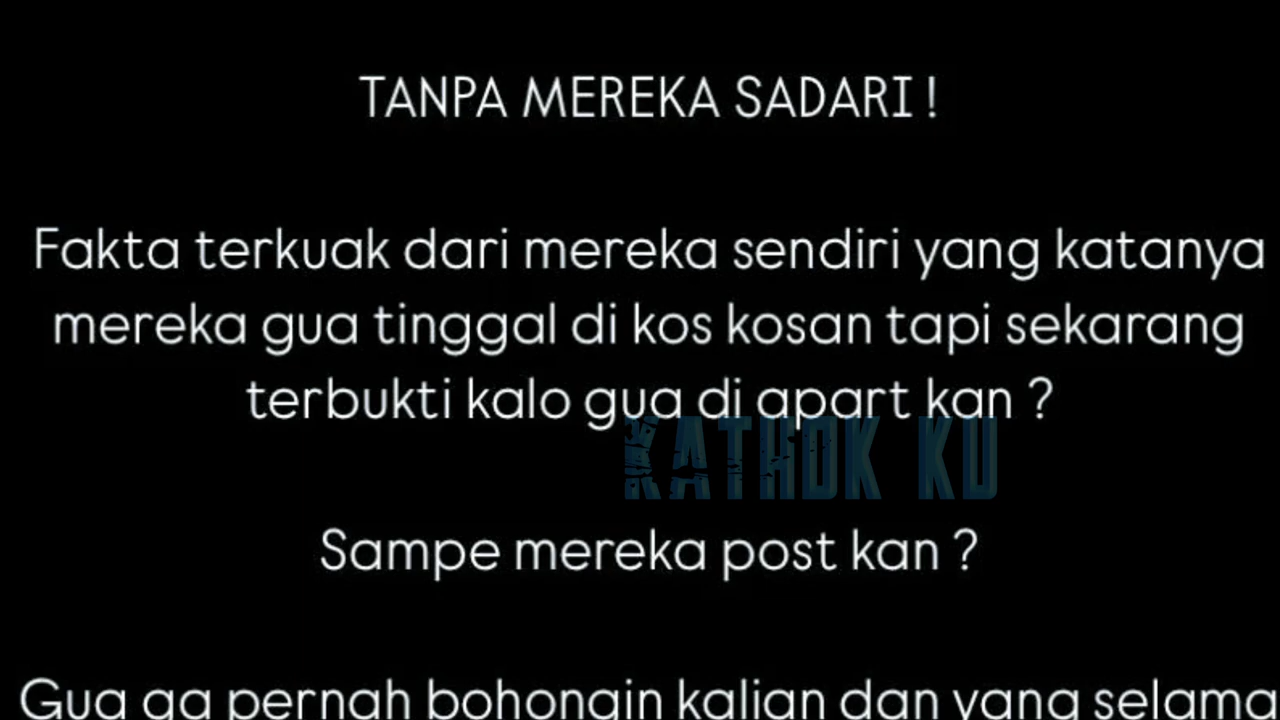 TANPA MEREKA SADARI !
Fakta terkuak dari mereka sendiri yang katanya
mereka gua tinggal di kos kosan tapi sekarang
terbukti kalo gua di apart kan ?
KATHOK KU
Sampe mereka post kan ?
Gua ga pernah bohongin kalian dan yang selama